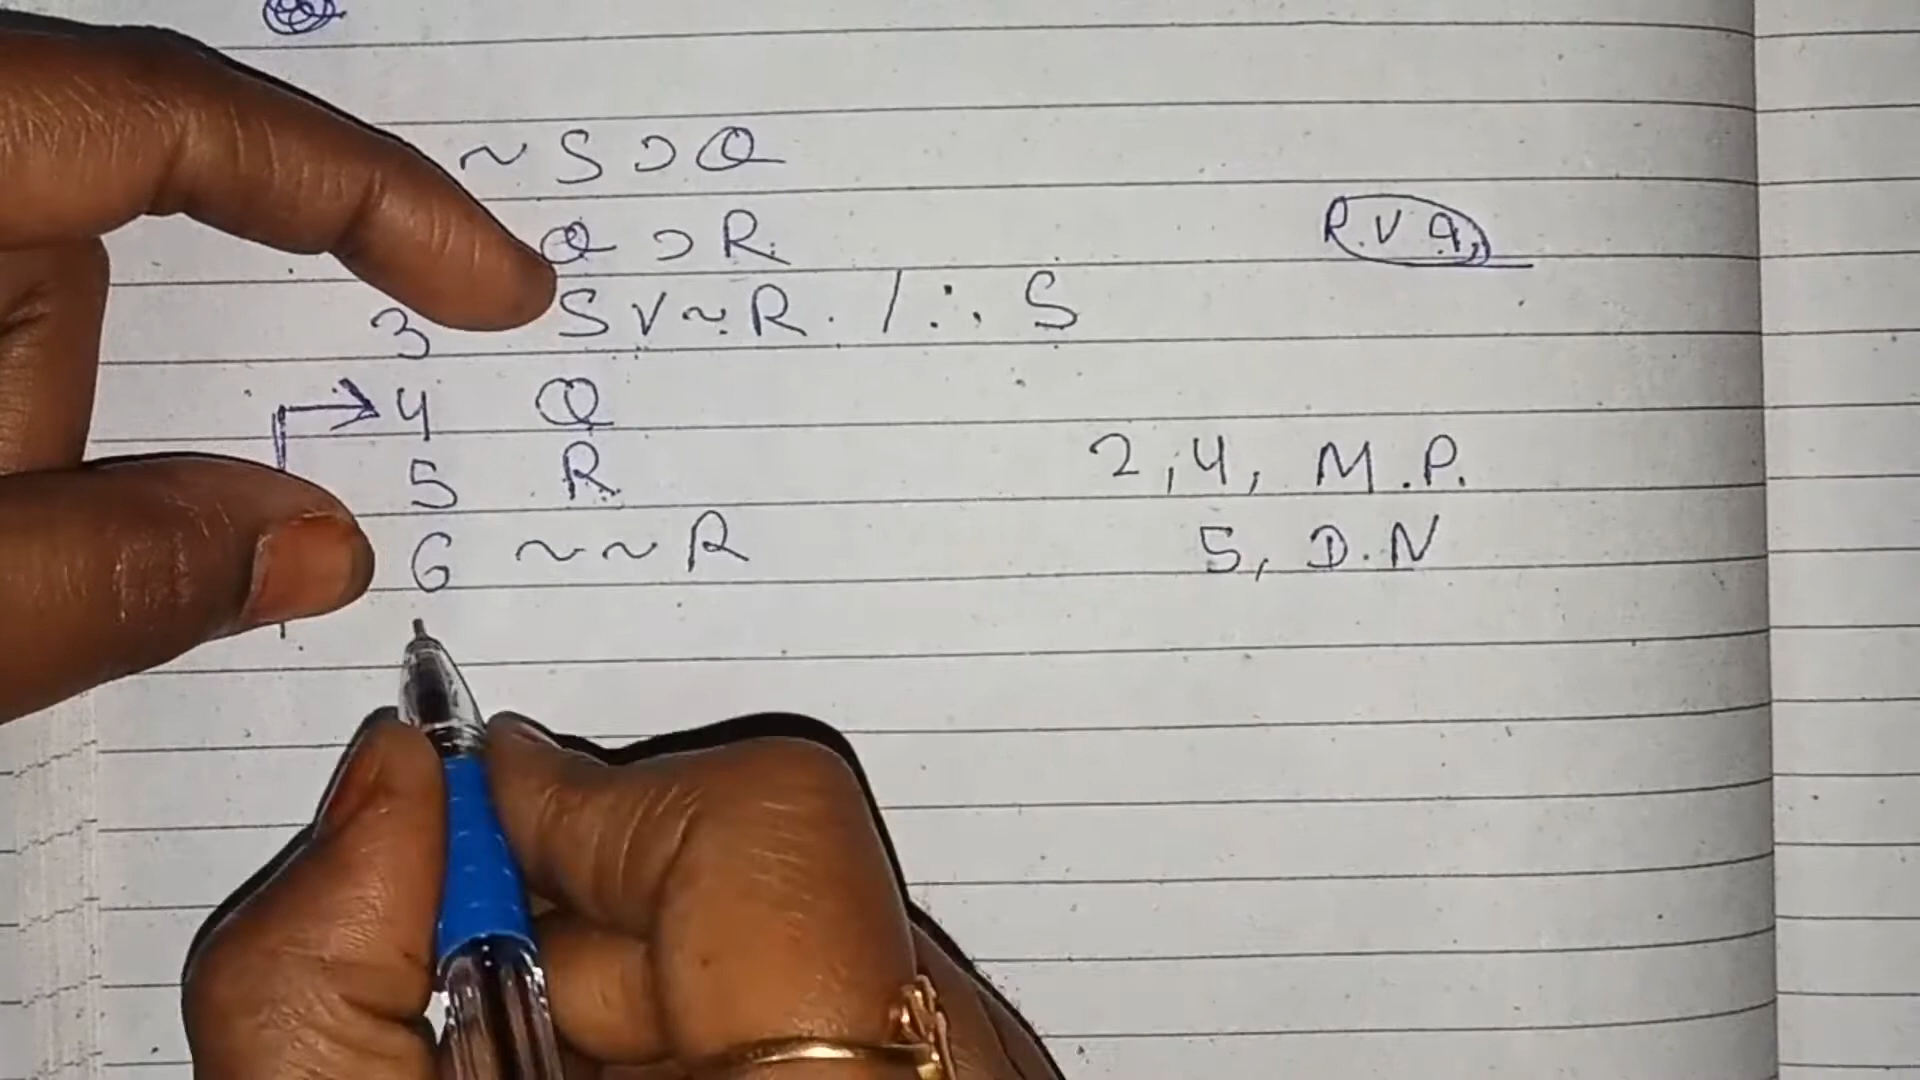 ~ S ⊃ Q
Q ⊃ R.
R. V Q,
3 S V ~ R. / ∴ S
4 Q
5 R 2, 4, M.P.
6 ~ ~ R 5, D.N